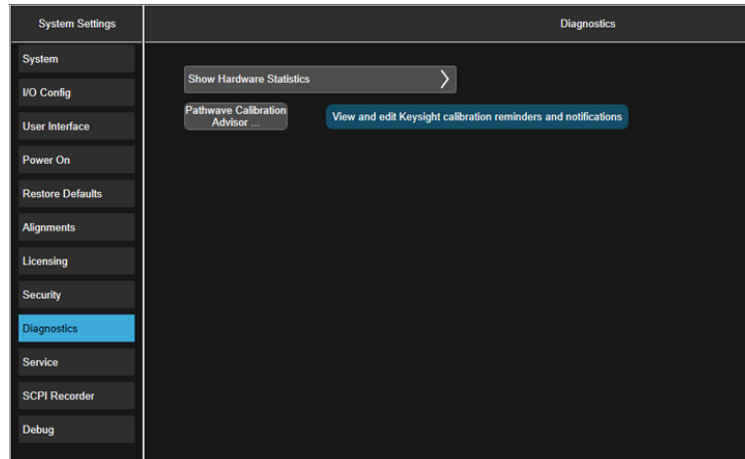 System Settings
Diagnostics
System
I/O Config
User Interface
Power On
Restore Defaults
Alignments
Licensing
Security
Diagnostics
Service
SCPI Recorder
Debug
Show Hardware Statistics
Pathwave Calibration
Advisor ...
View and edit Keysight calibration reminders and notifications